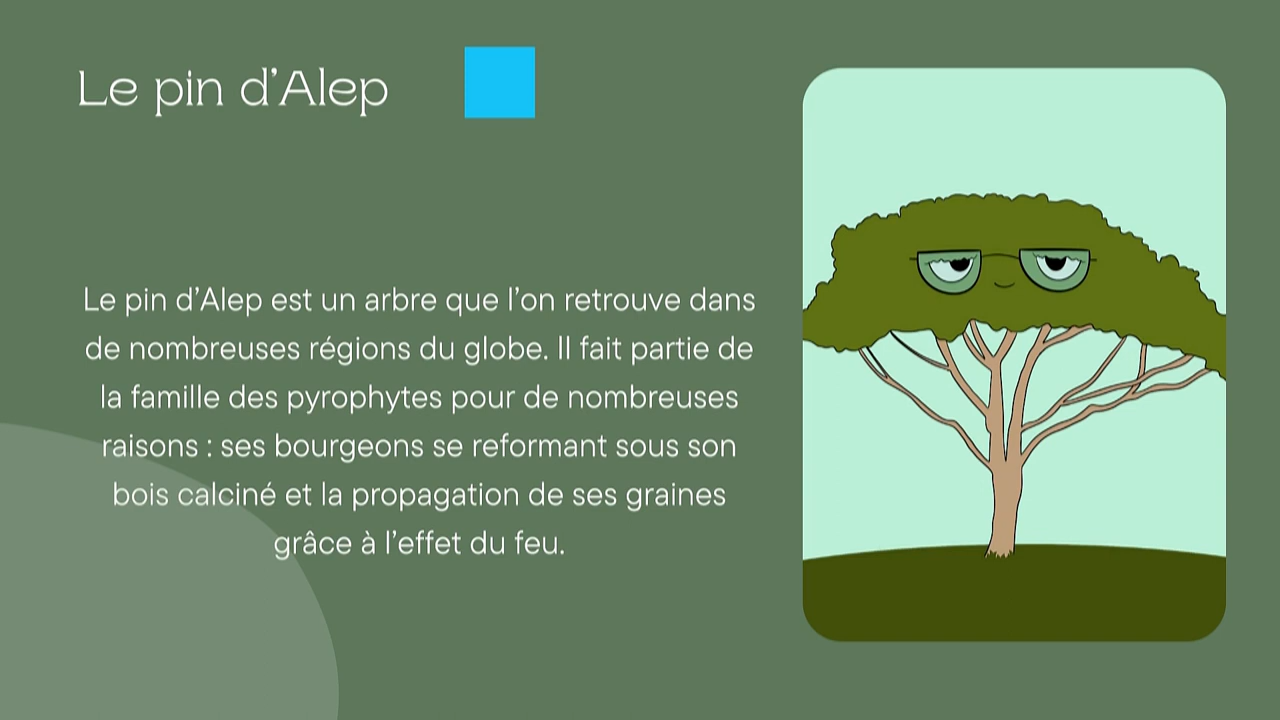 Le pin d’Alep
Le pin d’Alep est un arbre que l’on retrouve dans
de nombreuses régions du globe. Il fait partie de
la famille des pyrophytes pour de nombreuses
raisons : ses bourgeons se reformant sous son
bois calciné et la propagation de ses graines
grâce à l’effet du feu.